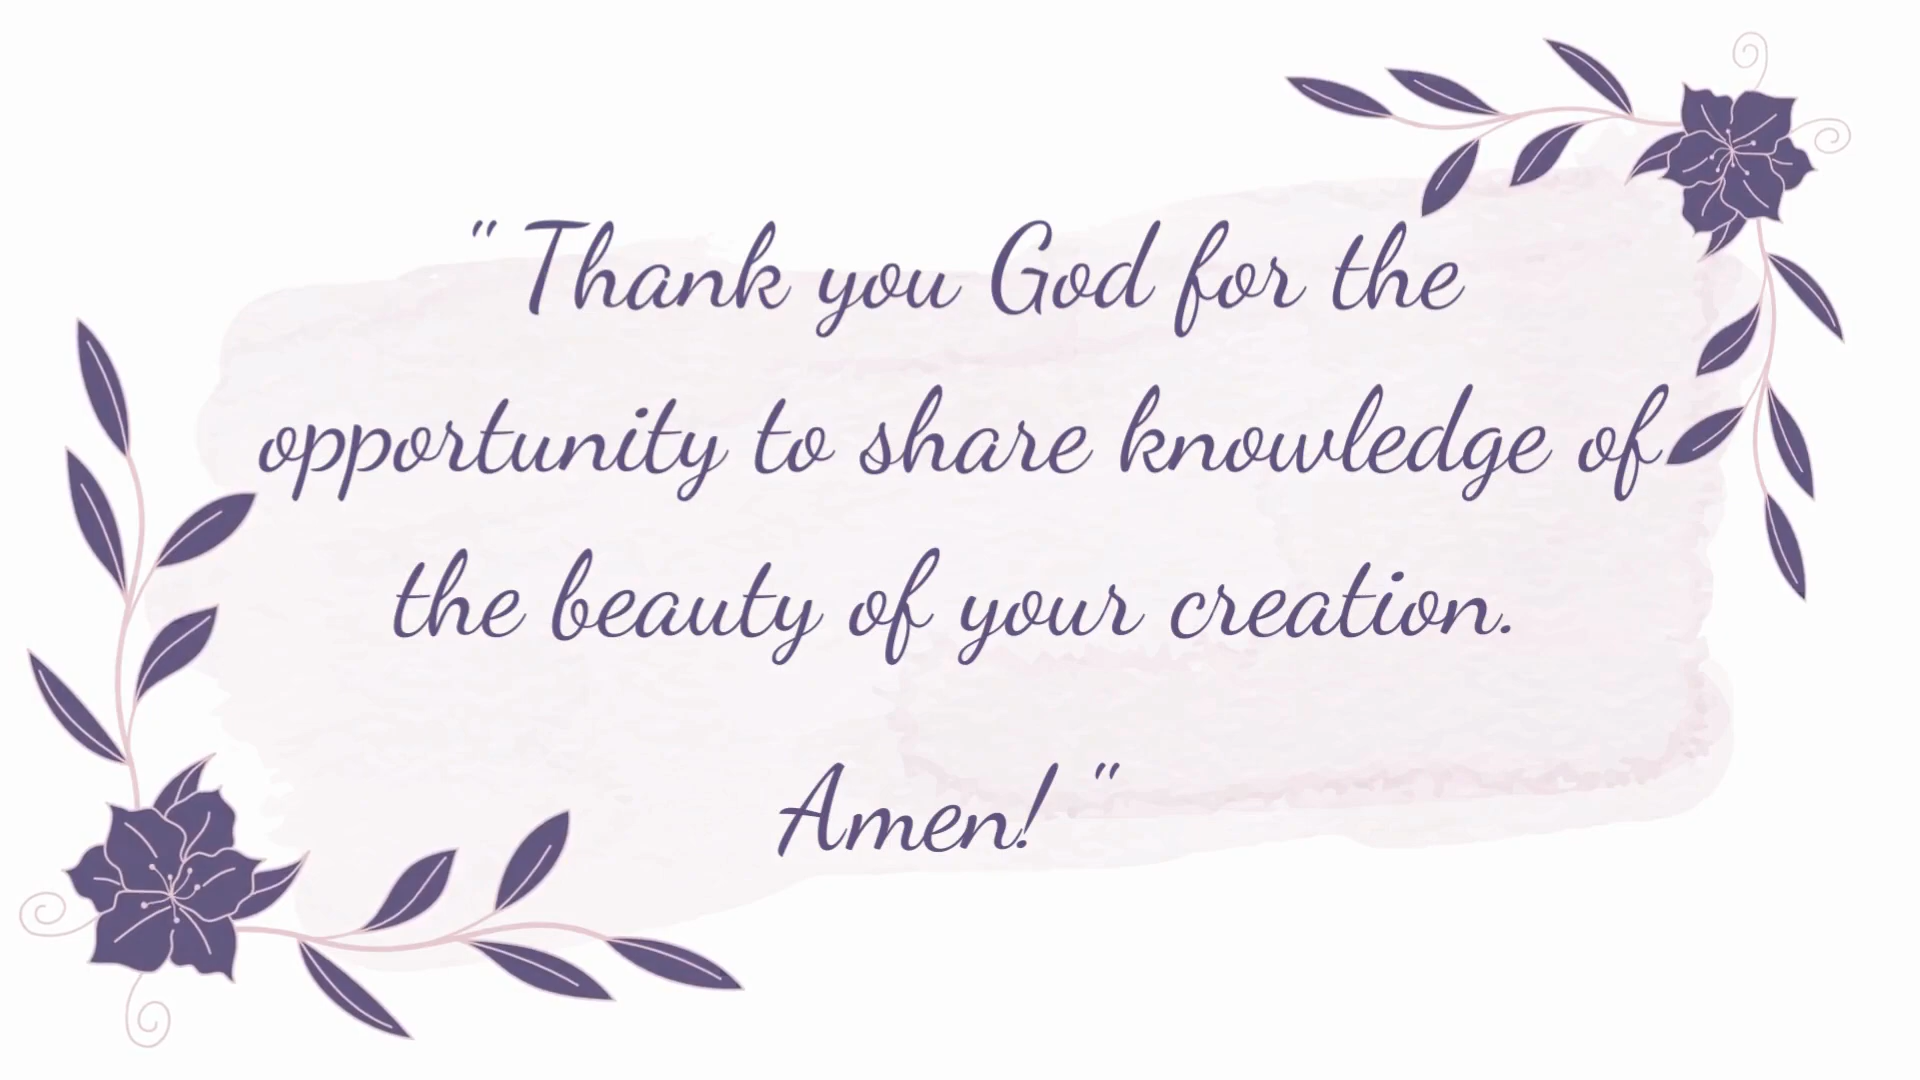 " Thank you God for the
opportunity to share knowledge of
the beauty of your creation.
Amen! "